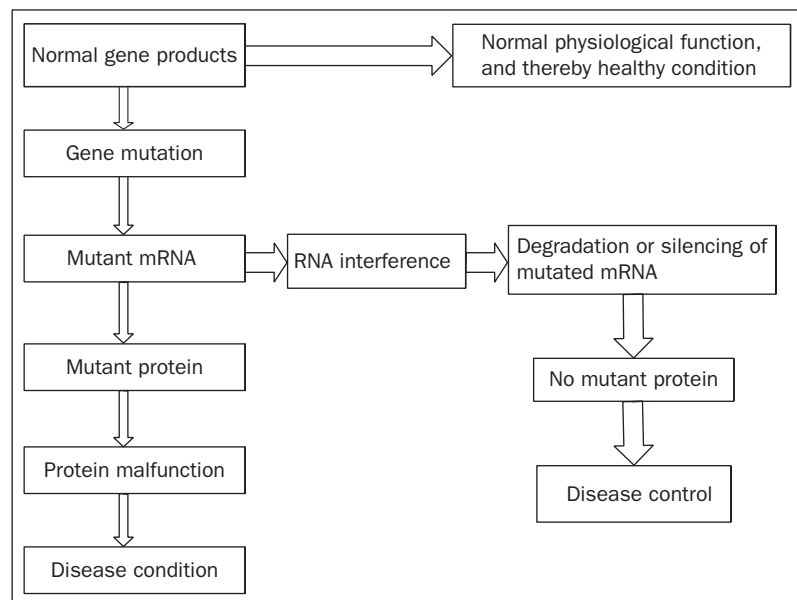 Normal gene products
Normal physiological function,
and thereby healthy condition
Gene mutation
Mutant mRNA
RNA interference
Degradation or silencing of
mutated mRNA
Mutant protein
No mutant protein
Protein malfunction
Disease control
Disease condition